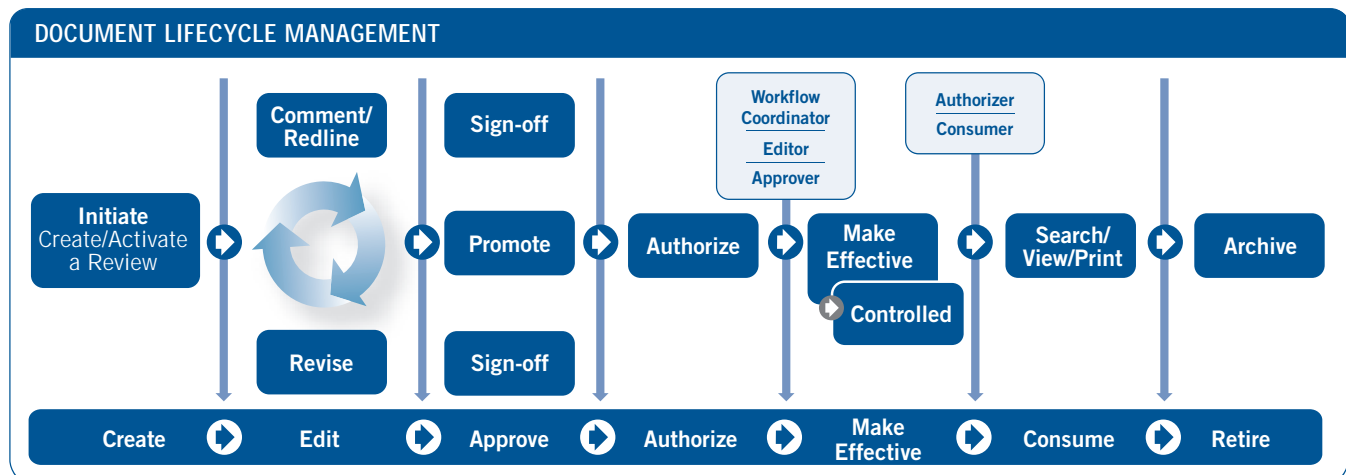 DOCUMENT LIFECYCLE MANAGEMENT
Workflow
Coordinator
Editor
Approver
Authorizer
Consumer
Comment/
Redline
Sign-off
Initiate
Create/Activate
a Review
Promote
Authorize
Make
Effective
Controlled
Search/
View/Print
Archive
Revise
Sign-off
Create
Edit
Approve
Authorize
Make
Effective
Consume
Retire